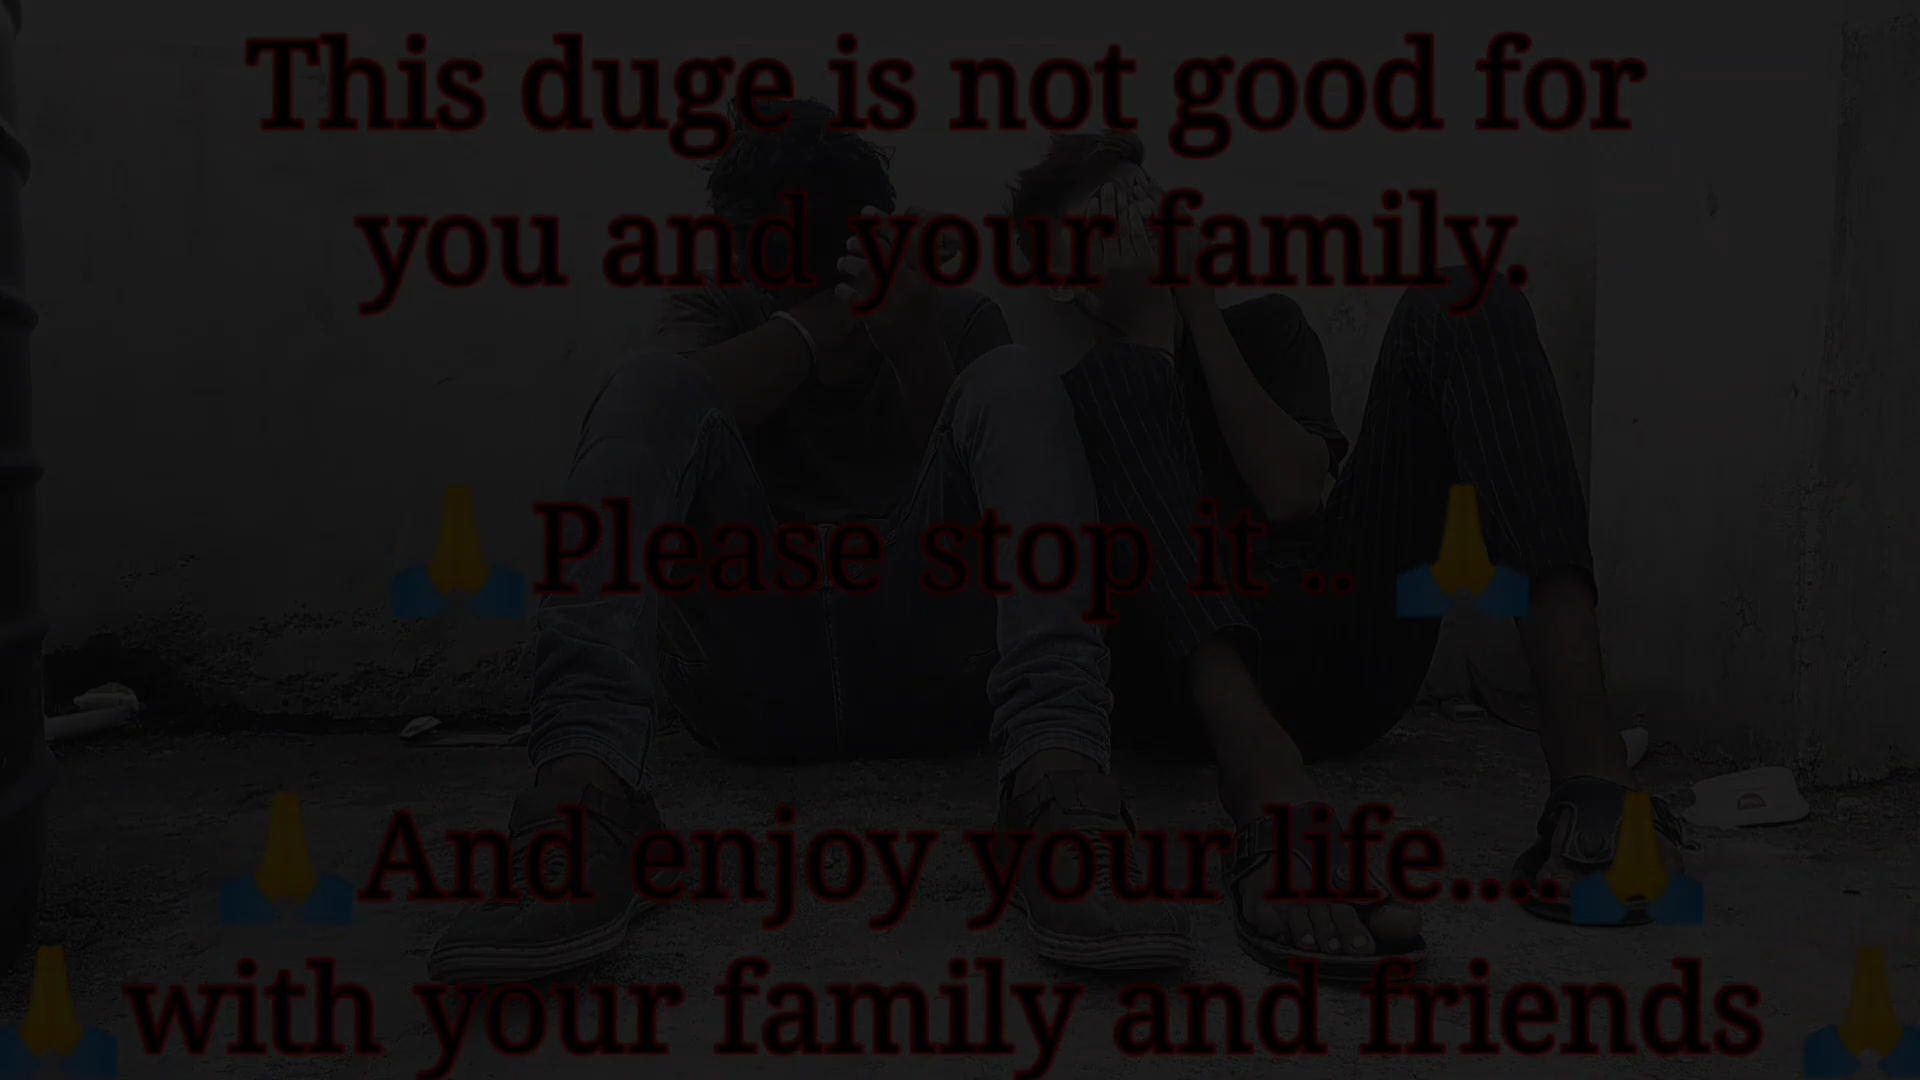 This duge is not good for
you and your family.
🙏Please stop it .. 🙏
🙏And enjoy your life....🙏
🙏with your family and friends 🙏